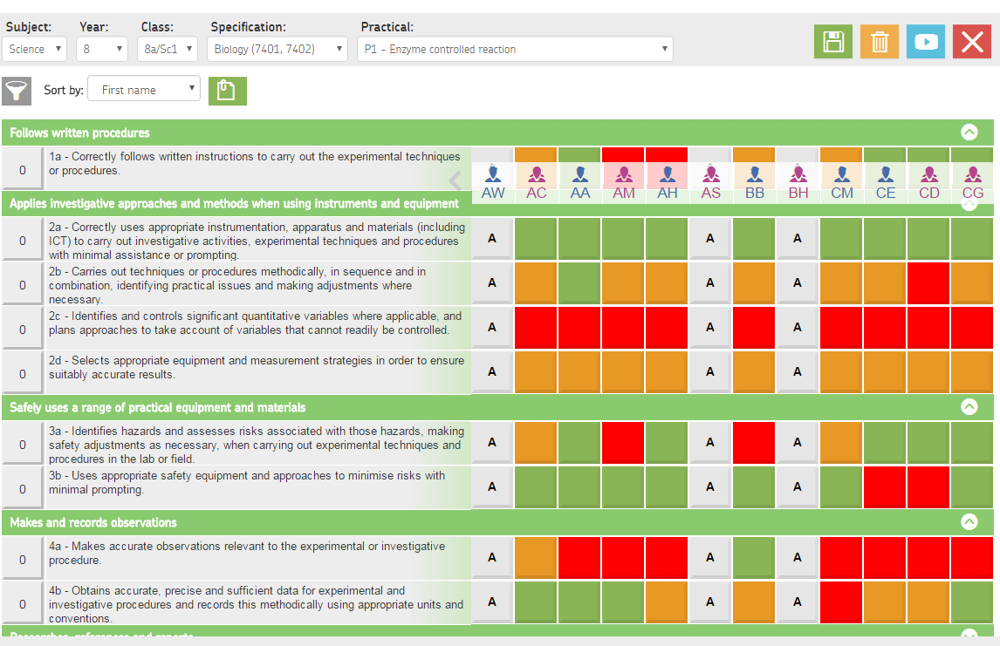 Subject: Year: Class: Specification: Practical:
Science 8 8a/Sc1 Biology (7401, 7402) P1 - Enzyme controlled reaction
Sort by: First name
Follows written procedures
0 1a - Correctly follows written instructions to carry out the experimental techniques
or procedures.
AW AC AA AM AH AS BB BH CM CE CD CG
Applies investigative approaches and methods when using instruments and equipment
2a - Correctly uses appropriate instrumentation, apparatus and materials (including
0 ICT) to carry out investigative activities, experimental techniques and procedures A A A
with minimal assistance or prompting.
2b - Carries out techniques or procedures methodically, in sequence and in
0 combination, identifying practical issues and making adjustments where A A A
necessary.
2c - Identifies and controls significant quantitative variables where applicable, and
0 plans approaches to take account of variables that cannot readily be controlled. A A A
2d - Selects appropriate equipment and measurement strategies in order to ensure
0 suitably accurate results. A A A
Safely uses a range of practical equipment and materials
3a - Identifies hazards and assesses risks associated with those hazards, making
0 safety adjustments as necessary, when carrying out experimental techniques and A A A
procedures in the lab or field.
3b - Uses appropriate safety equipment and approaches to minimise risks with
0 minimal prompting. A A A
Makes and records observations
4a - Makes accurate observations relevant to the experimental or investigative
0 procedure. A A A
4b - Obtains accurate, precise and sufficient data for experimental and
0 investigative procedures and records this methodically using appropriate units and A A A
conventions.
Researches, references and reports